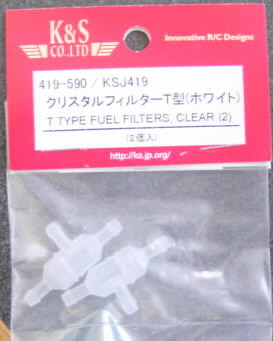 K&S
CO.,LTD
Innovative R/C Designs
419-590 / KSJ419
クリスタルフィルターT型(ホワイト)
T TYPE FUEL FILTERS, CLEAR (2)
(2個入)
http://ks.jp.org/